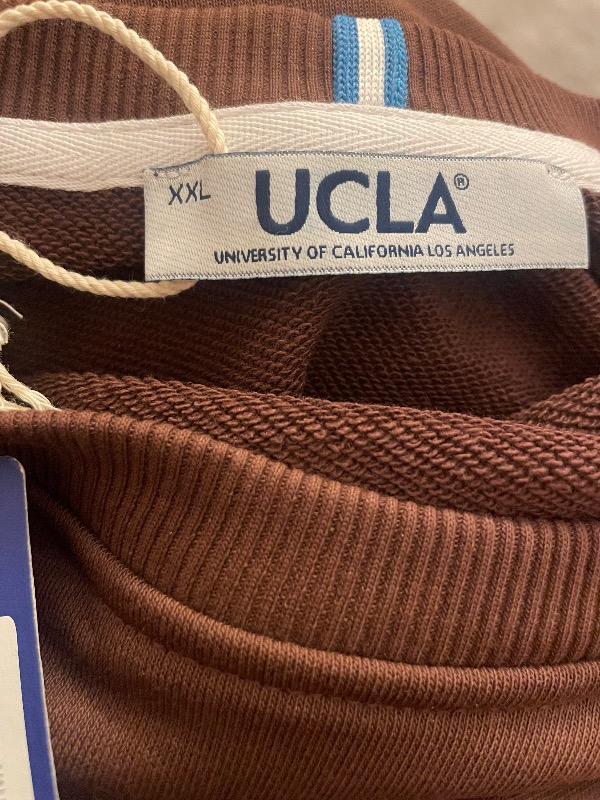 XXL
UCLA®
UNIVERSITY OF CALIFORNIA LOS ANGELES